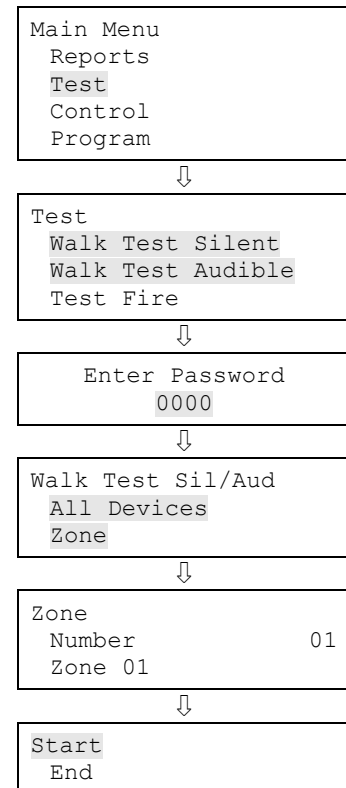 Main Menu
Reports
Test
Control
Program
⇩
Test
Walk Test Silent
Walk Test Audible
Test Fire
⇩
Enter Password
0000
⇩
Walk Test Sil/Aud
All Devices
Zone
⇩
Zone
Number 01
Zone 01
⇩
Start
End